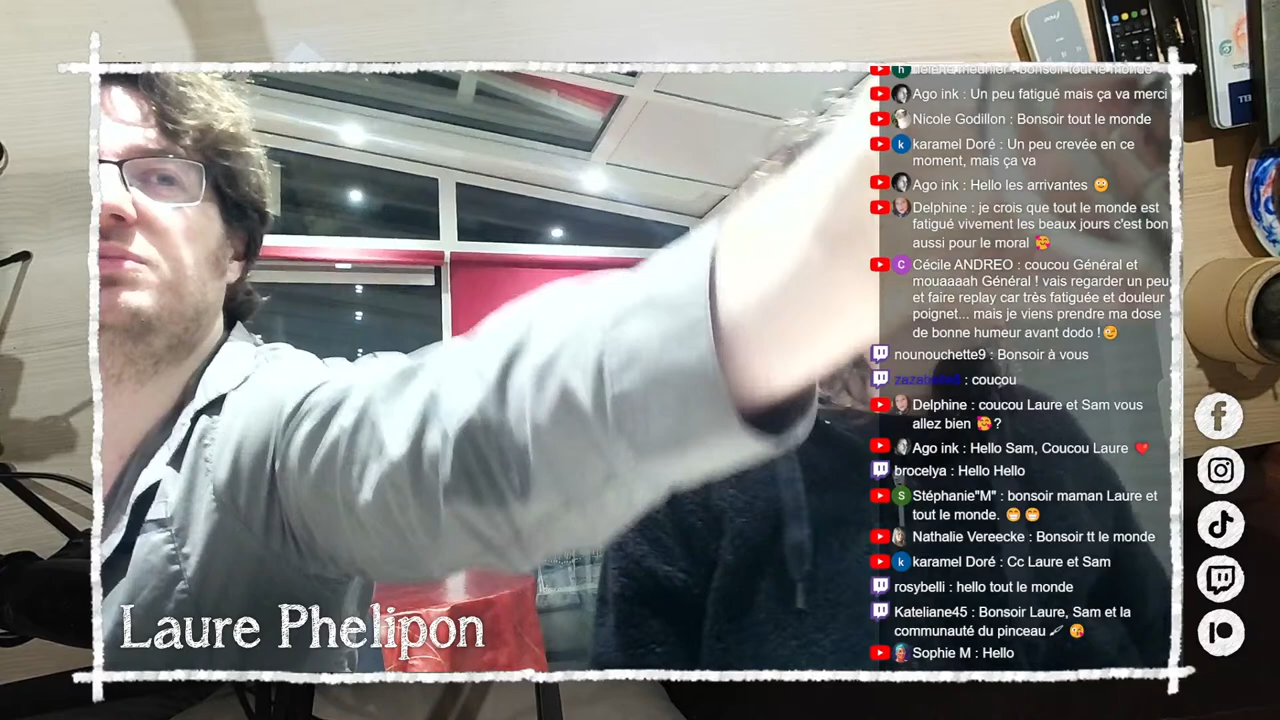 Ago ink : Un peu fatigué mais ça va merci
Nicole Godillon : Bonsoir tout le monde
karamel Doré : Un peu crevée en ce
moment, mais ça va
Ago ink : Hello les arrivantes
Delphine : je crois que tout le monde est
fatigué vivement les beaux jours c'est bon
aussi pour le moral
Cécile ANDREO : coucou Général et
mouaaaah Général ! vais regarder un peu
et faire replay car très fatiguée et douleur
poignet... mais je viens prendre ma dose
de bonne humeur avant dodo !
nounouchette9 : Bonsoir à vous
: coucou
Delphine : coucou Laure et Sam vous
allez bien 🥰?
Ago ink : Hello Sam, Coucou Laure
brocelya : Hello Hello
Stéphanie"M" : bonsoir maman Laure et
tout le monde.
Nathalie Vereecke : Bonsoir tt le monde
karamel Doré : Cc Laure et Sam
rosybelli : hello tout le monde
Kateliane45 : Bonsoir Laure, Sam et la
communauté du pinceau
Sophie M : Hello
Laure Phelipon